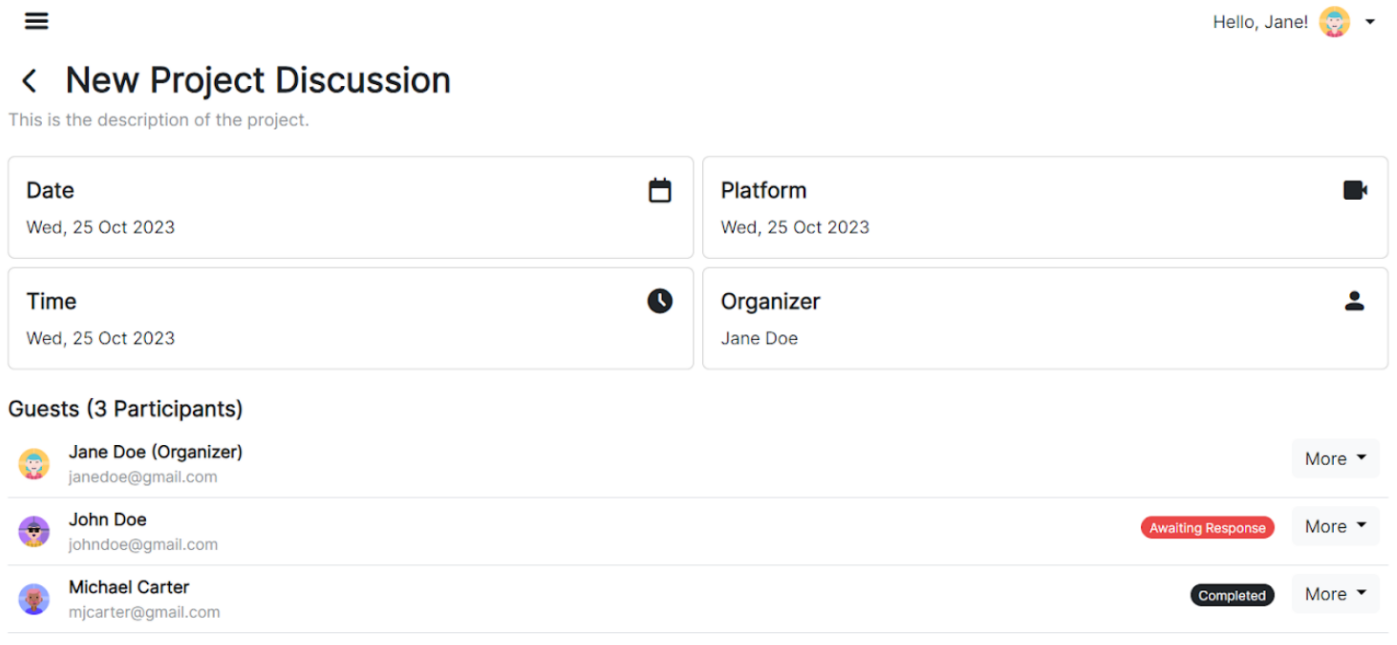 Hello, Jane!
New Project Discussion
This is the description of the project.
Date
Wed, 25 Oct 2023
Platform
Wed, 25 Oct 2023
Time
Wed, 25 Oct 2023
Organizer
Jane Doe
Guests (3 Participants)
Jane Doe (Organizer)
janedoe@gmail.com
More
John Doe
johndoe@gmail.com
Awaiting Response
More
Michael Carter
mjcarter@gmail.com
Completed
More